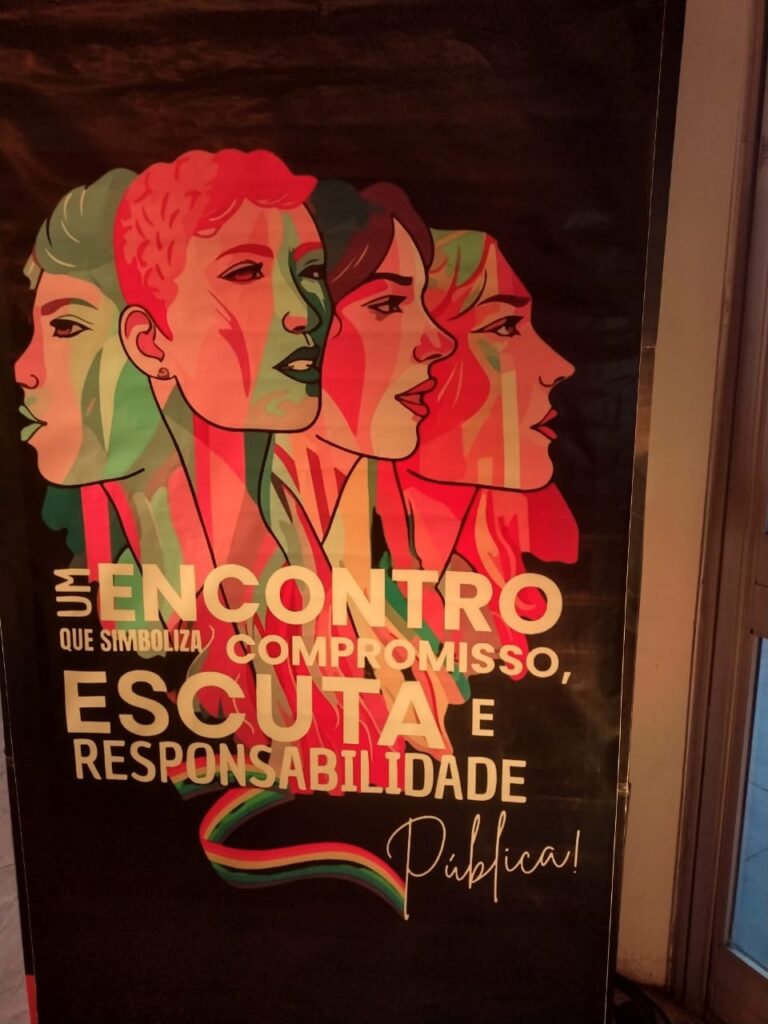 UM ENCONTRO
QUE SIMBOLIZA COMPROMISSO,
ESCUTA E
RESPONSABILIDADE
Pública!